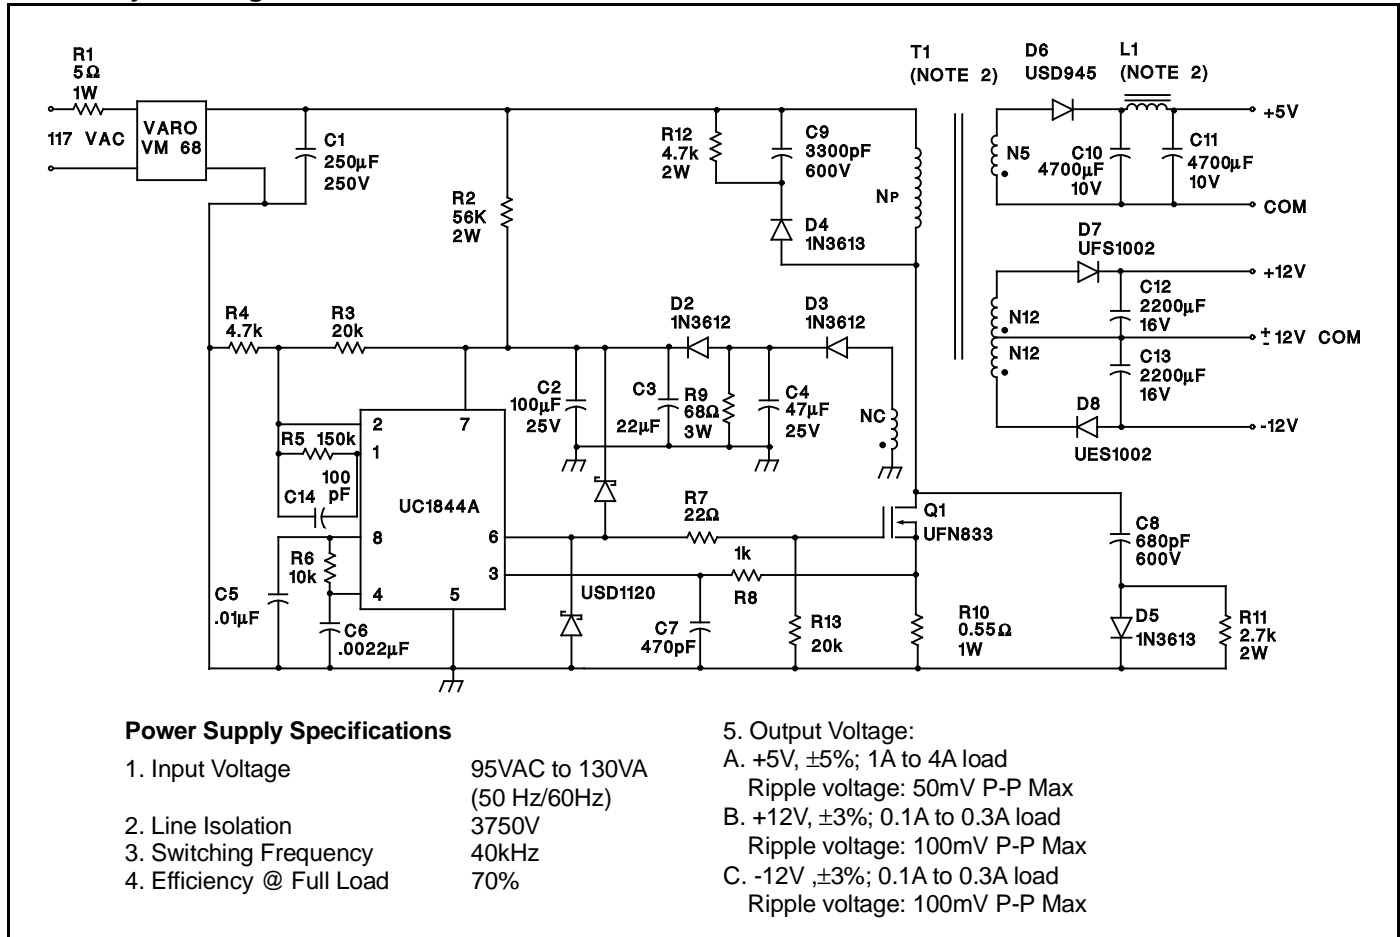 T1
(NOTE 2)
D6
USD945
L1
(NOTE 2)
R1
5Ω
1W
117 VAC
VARO
VM 68
C1
250µF
250V
R2
56K
2W
R12
4.7k
2W
C9
3300pF
600V
D4
1N3613
NP
N5
C10
4700µF
10V
C11
4700µF
10V
+5V
COM
D7
UFS1002
+12V
N12
N12
C12
2200µF
16V
± 12V COM
C13
2200µF
16V
D8
UES1002
-12V
R4
4.7k
R3
20k
D2
1N3612
D3
1N3612
C2
100µF
25V
C3
22µF
R9
68Ω
3W
C4
47µF
25V
NC
2
7
R5 150k
1
100
pF
C14
UC1844A
8
6
R6
10k
3
4
5
C5
.01µF
C6
.0022µF
USD1120
R7
22Ω
1k
R8
C7
470pF
R13
20k
Q1
UFN833
R10
0.55Ω
1W
C8
680pF
600V
D5
1N3613
R11
2.7k
2W
Power Supply Specifications
1. Input Voltage 95VAC to 130VA
(50 Hz/60Hz)
2. Line Isolation 3750V
3. Switching Frequency 40kHz
4. Efficiency @ Full Load 70%
5. Output Voltage:
A. +5V, ±5%; 1A to 4A load
Ripple voltage: 50mV P-P Max
B. +12V, ±3%; 0.1A to 0.3A load
Ripple voltage: 100mV P-P Max
C. -12V ,±3%; 0.1A to 0.3A load
Ripple voltage: 100mV P-P Max